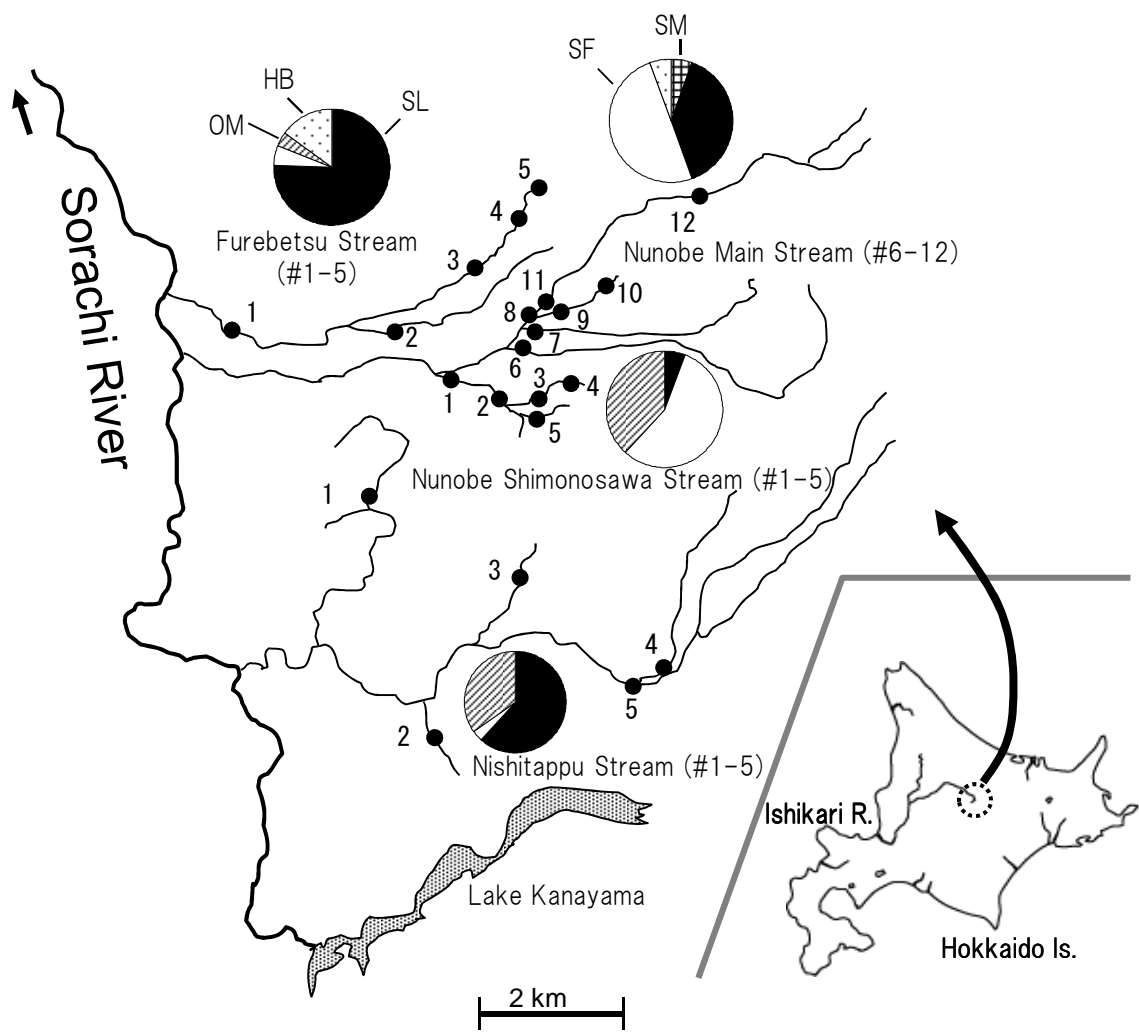 SF
SM
HB
SL
OM
Furebetsu Stream
(#1-5)
5
4
3
1
2
Sorachi River
12
Nunobe Main Stream (#6-12)
11
10
8
9
7
6
1
2
3
4
5
Nunobe Shimonosawa Stream (#1-5)
1
3
4
5
2
Nishitappu Stream (#1-5)
Lake Kanayama
Ishikari R.
Hokkaido Is.
2 km